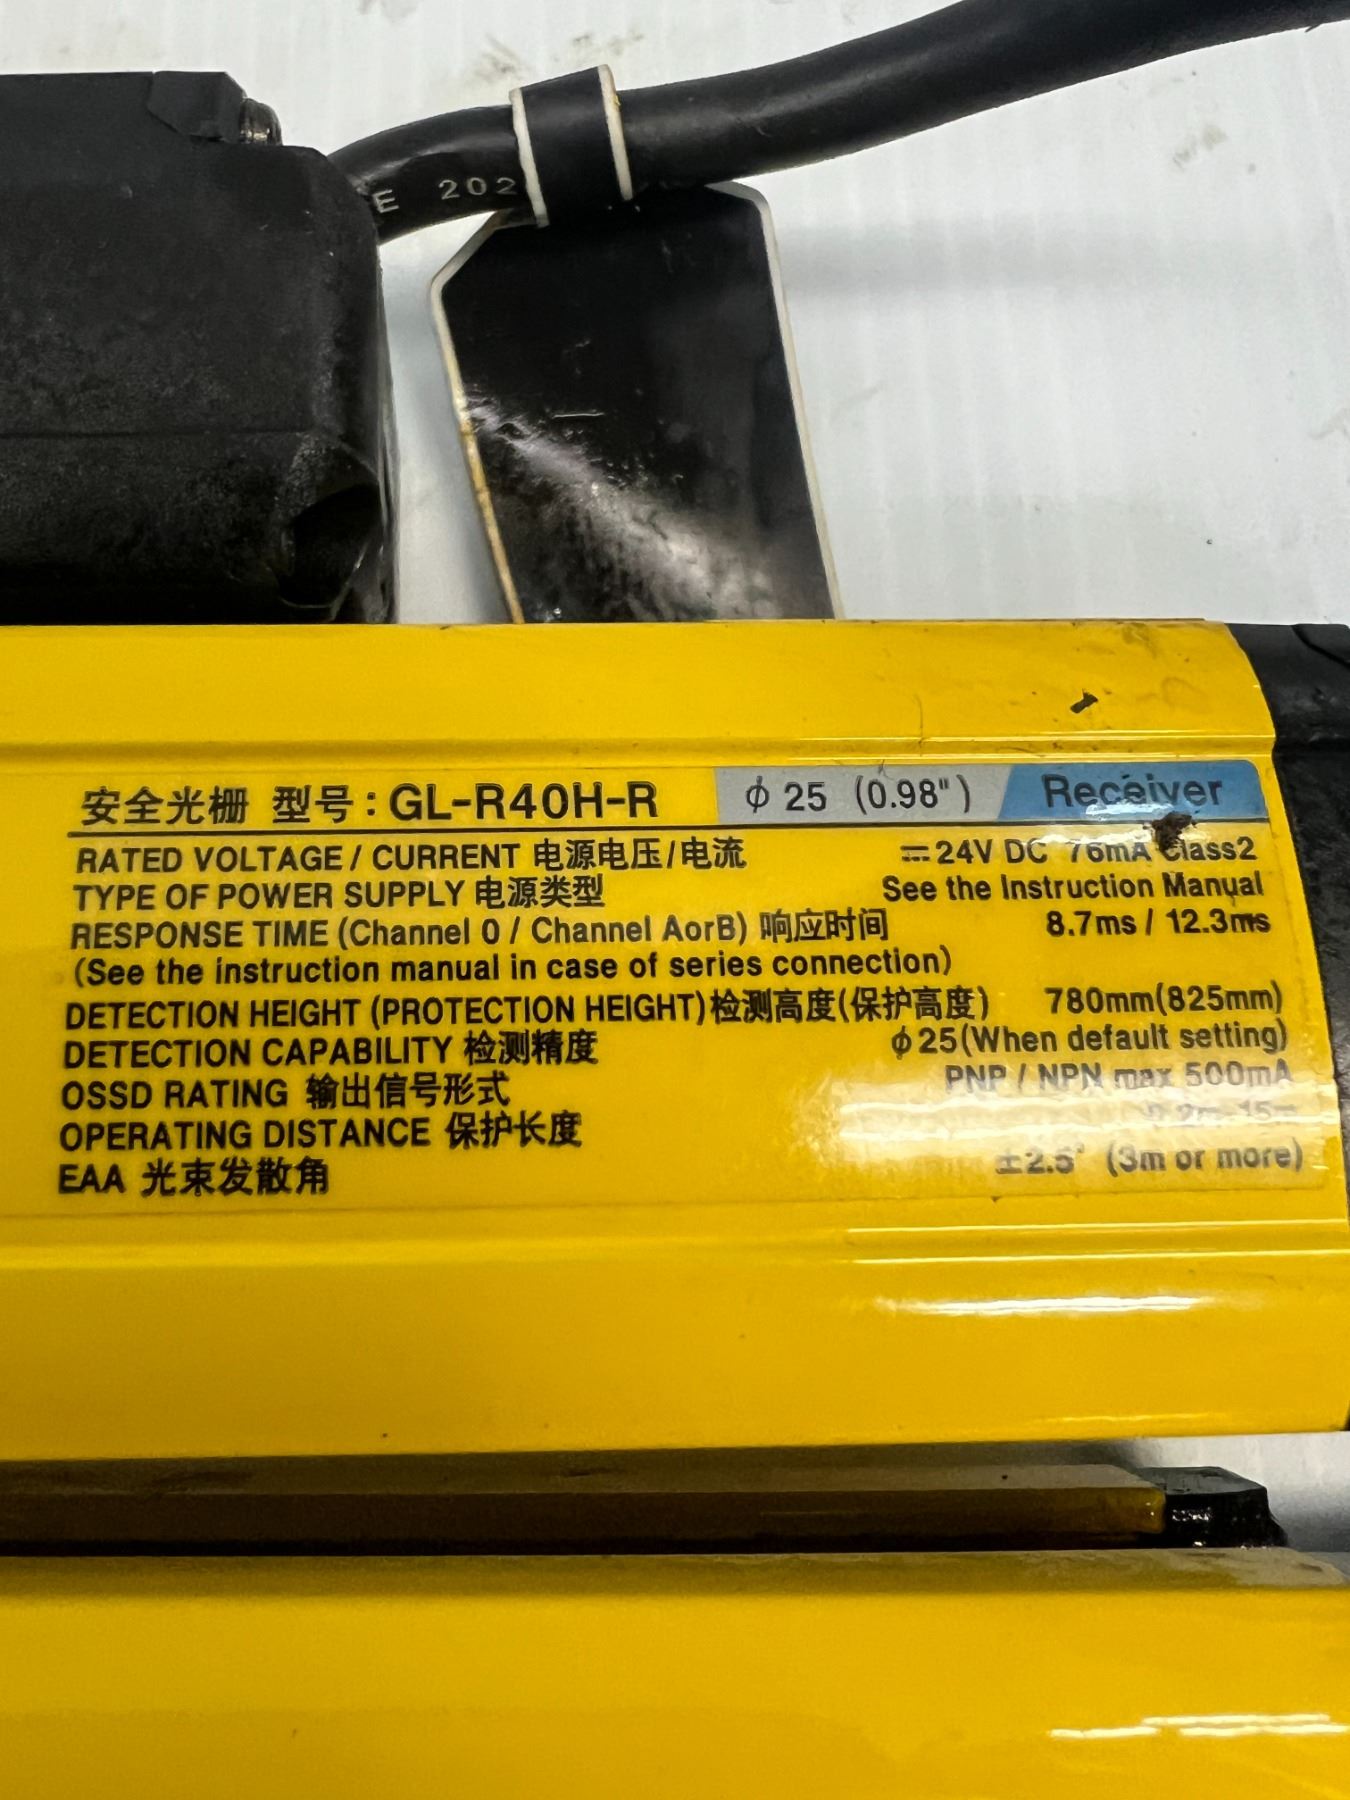 E 202
安全光栅 型号：GL-R40H-R φ25 (0.98") Receiver
RATED VOLTAGE / CURRENT 电源电压/电流 ⎓24V DC 76mA Class2
TYPE OF POWER SUPPLY 电源类型 See the Instruction Manual
RESPONSE TIME (Channel 0 / Channel AorB) 响应时间 8.7ms / 12.3ms
(See the instruction manual in case of series connection)
DETECTION HEIGHT (PROTECTION HEIGHT) 检测高度(保护高度) 780mm(825mm)
DETECTION CAPABILITY 检测精度 φ25(When default setting)
OSSD RATING 输出信号形式 PNP / NPN max 500mA
OPERATING DISTANCE 保护长度
EAA 光束发散角 ±2.5° (3m or more)